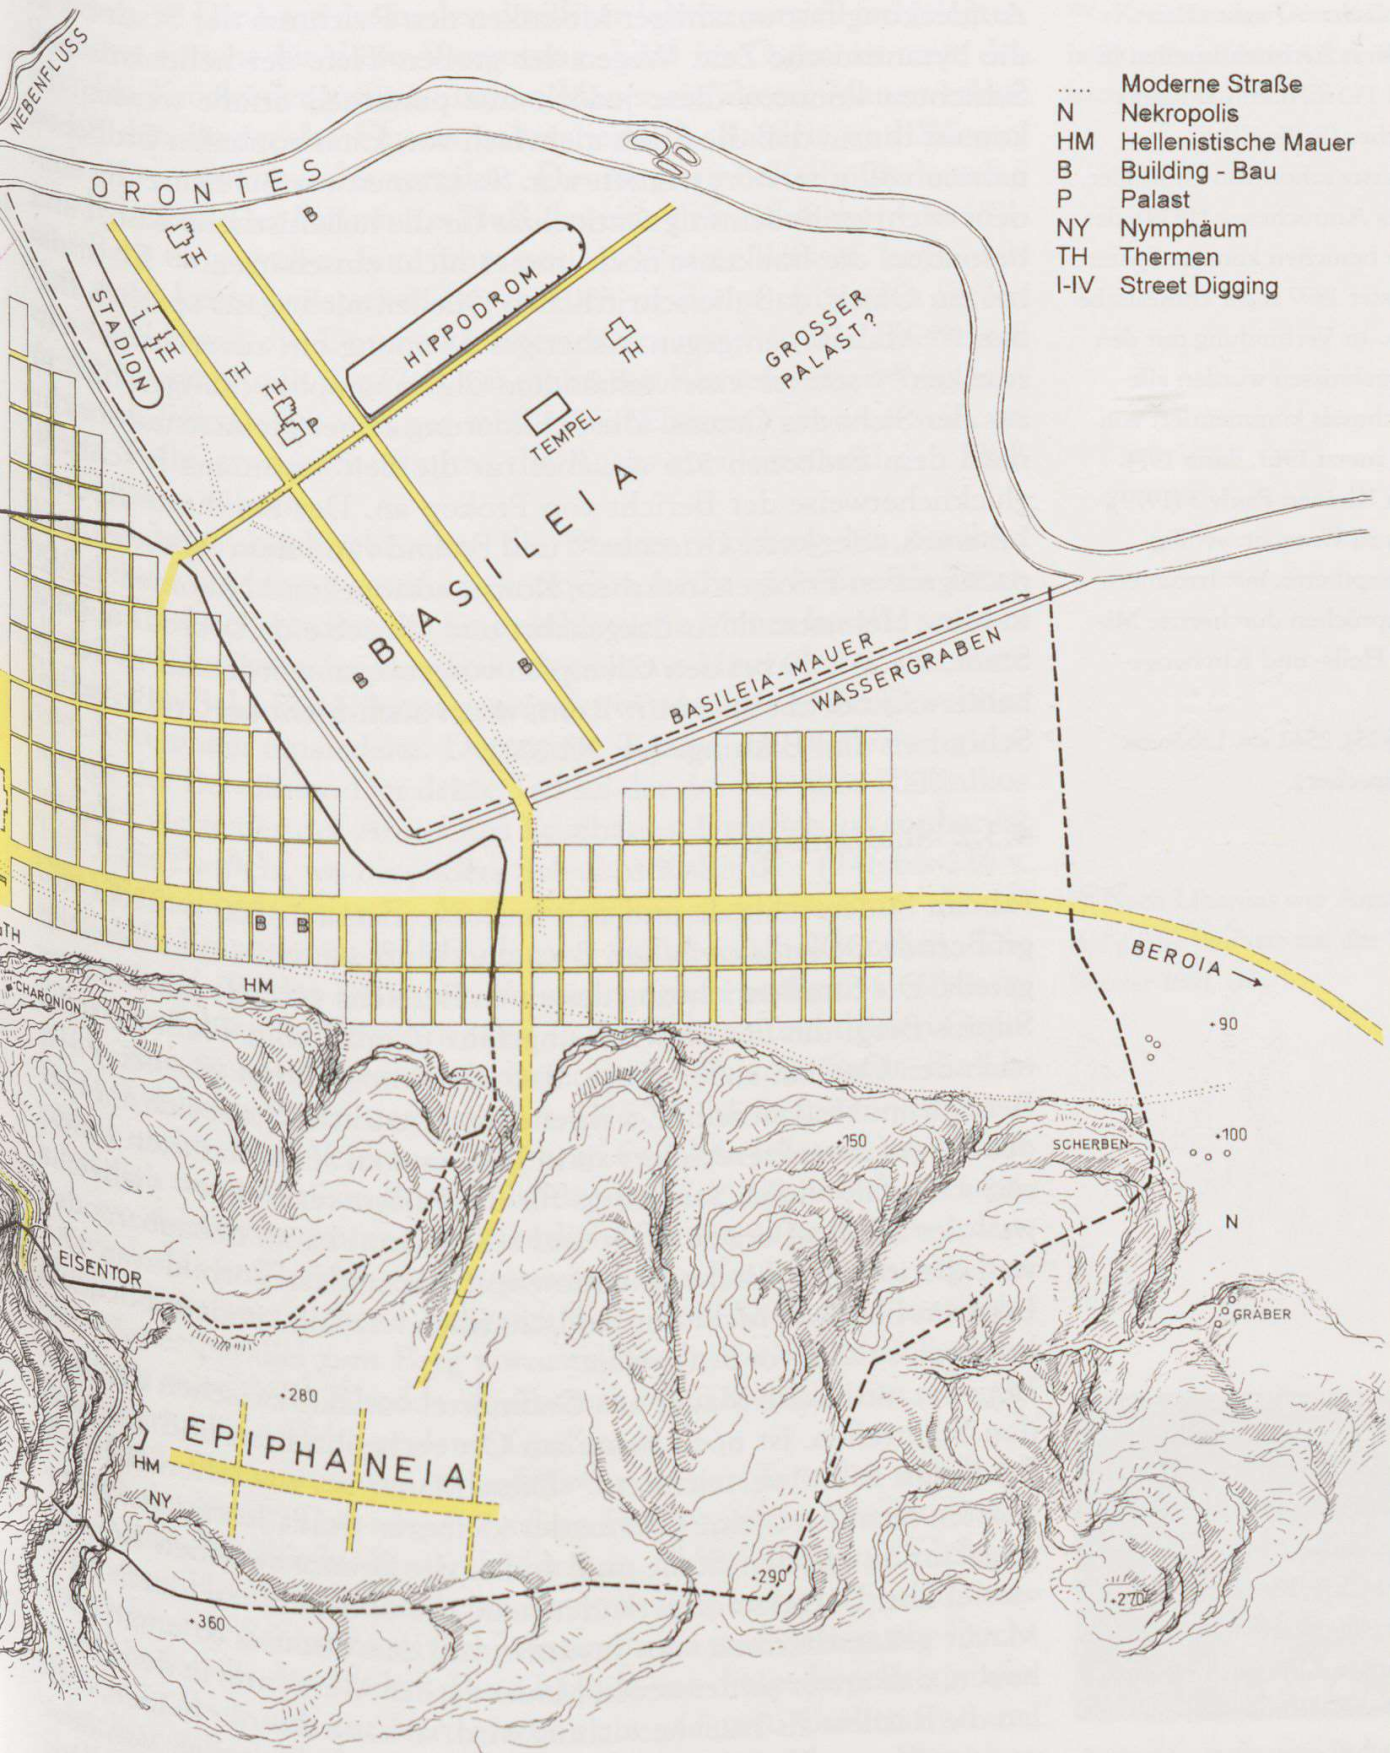 NEBENFLUSS
ORONTES
..... Moderne Straße
N Nekropolis
HM Hellenistische Mauer
B Building - Bau
P Palast
NY Nymphäum
TH Thermen
I-IV Street Digging
B
TH
STADION
TH
HIPPODROM
TH
GROSSER
PALAST?
TH
TH
P
TEMPEL
BASILEIA
B
B
BASILEIA-MAUER
WASSERGRABEN
B
B
TH
HM
CHARONION
BEROIA
+90
+100
+150
SCHERBEN
N
EISENTOR
GRÄBER
+280
EPIPHANEIA
HM
NY
+290
+270
+360